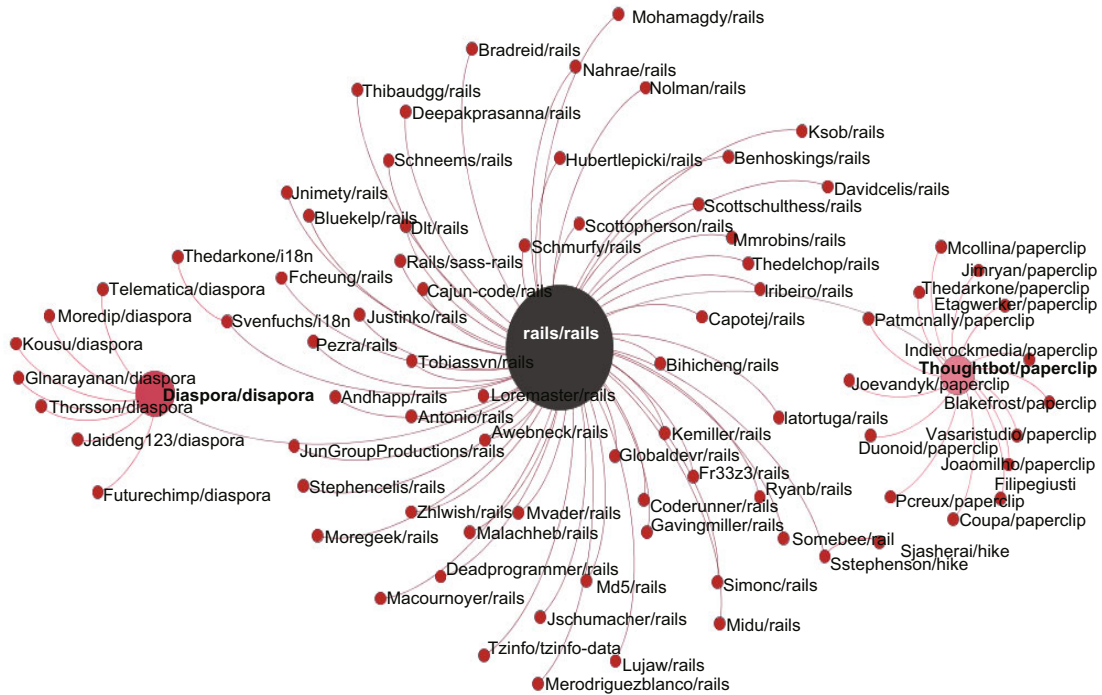 Mohamagdy/rails
Bradreid/rails
Nahrae/rails
Thibaudgg/rails
Nolman/rails
Deepakprasanna/rails
Ksob/rails
Schneems/rails
Hubertlepicki/rails
Benhoskings/rails
Jnimety/rails
Davidcelis/rails
Bluekelp/rails
Scottschulthess/rails
Dlt/rails
Scottopherson/rails
Schmurfy/rails
Mmrobins/rails
Mcollina/paperclip
Thedarkone/i18n
Rails/sass-rails
Thedelchop/rails
Jimryan/paperclip
Fcheung/rails
Telematica/diaspora
Cajun-code/rails
Iribeiro/rails
Thedarkone/paperclip
Etagwerker/paperclip
Moredip/diaspora
Svenfuchs/i18n
Justinko/rails
Capotej/rails
Patmcnally/paperclip
rails/rails
Kousu/diaspora
Pezra/rails
Indierockmedia/paperclip
Tobiassvn/rails
Bihicheng/rails
Thoughtbot/paperclip
Glnarayanan/diaspora
Joevandyk/paperclip
Diaspora/disapora
Andhapp/rails
Loremaster/rails
Blakefrost/paperclip
Thorsson/diaspora
Antonio/rails
Iatortuga/rails
Awebneck/rails
Kemiller/rails
Vasaristudio/paperclip
Jaideng123/diaspora
JunGroupProductions/rails
Duonoid/paperclip
Globaldevr/rails
Joaomilho/paperclip
Fr33z3/rails
Filipegiusti
Stephencelis/rails
Ryanb/rails
Futurechimp/diaspora
Pcreux/paperclip
Coderunner/rails
Zhlwish/rails
Mvader/rails
Gavingmiller/rails
Coupa/paperclip
Moregeek/rails
Malachheb/rails
Somebee/rail
Sjasherai/hike
Sstephenson/hike
Deadprogrammer/rails
Md5/rails
Simonc/rails
Macournoyer/rails
Jschumacher/rails
Midu/rails
Tzinfo/tzinfo-data
Lujaw/rails
Merodriguezblanco/rails